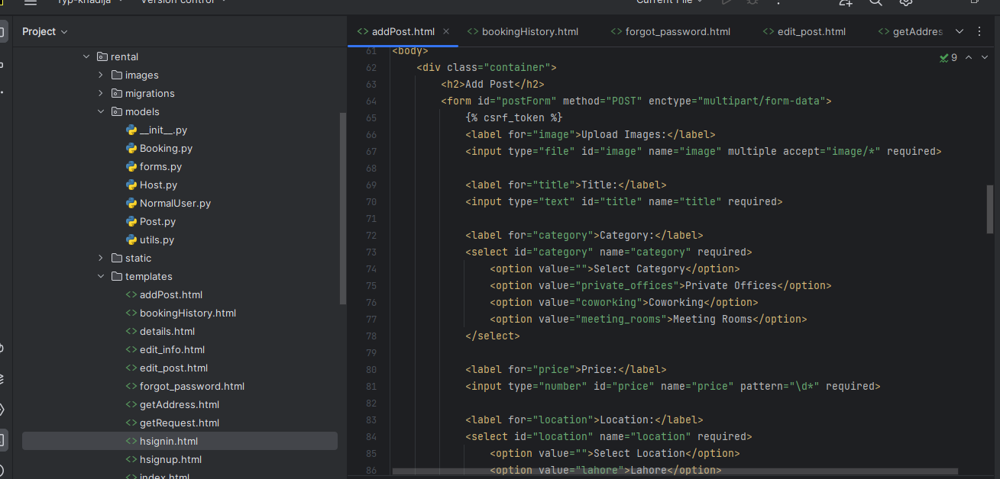 fyp-khadija
Version control
Current File
Project
rental
images
migrations
models
__init__.py
Booking.py
forms.py
Host.py
NormalUser.py
Post.py
utils.py
static
templates
addPost.html
bookingHistory.html
details.html
edit_info.html
edit_post.html
forgot_password.html
getAddress.html
getRequest.html
hsignin.html
hsignup.html
index.html
<> addPost.html × <> bookingHistory.html <> forgot_password.html <> edit_post.html <> getAddres
9
61 <body>
62 <div class="container">
63 <h2>Add Post</h2>
64 <form id="postForm" method="POST" enctype="multipart/form-data">
65 {% csrf_token %}
66 <label for="image">Upload Images:</label>
67 <input type="file" id="image" name="image" multiple accept="image/*" required>
68
69 <label for="title">Title:</label>
70 <input type="text" id="title" name="title" required>
71
72 <label for="category">Category:</label>
73 <select id="category" name="category" required>
74 <option value="">Select Category</option>
75 <option value="private_offices">Private Offices</option>
76 <option value="coworking">Coworking</option>
77 <option value="meeting_rooms">Meeting Rooms</option>
78 </select>
79
80 <label for="price">Price:</label>
81 <input type="number" id="price" name="price" pattern="\d*" required>
82
83 <label for="location">Location:</label>
84 <select id="location" name="location" required>
85 <option value="">Select Location</option>
86 <option value="lahore">Lahore</option>